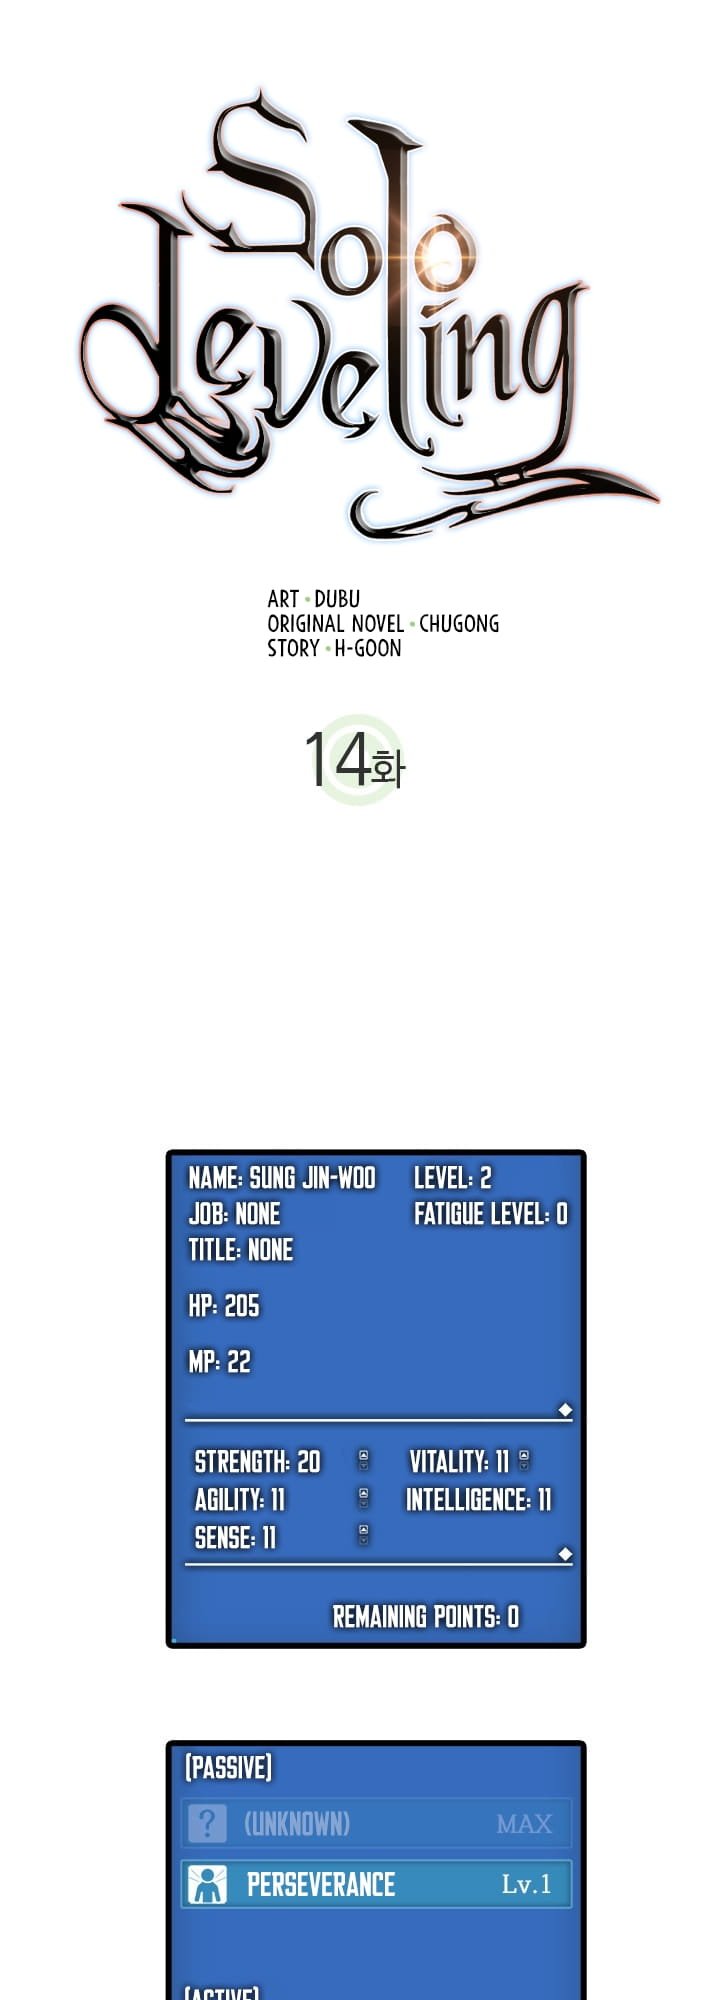 Solo
Leveling
ART • DUBU
ORIGINAL NOVEL • CHUGONG
STORY • H-GOON
14화
NAME: SUNG JIN-WOO LEVEL: 2
JOB: NONE FATIGUE LEVEL: 0
TITLE: NONE
HP: 205
MP: 22
STRENGTH: 20 VITALITY: 11
AGILITY: 11 INTELLIGENCE: 11
SENSE: 11
REMAINING POINTS: 0
[PASSIVE]
? (UNKNOWN) MAX
PERSEVERANCE Lv.1
[ACTIVE]